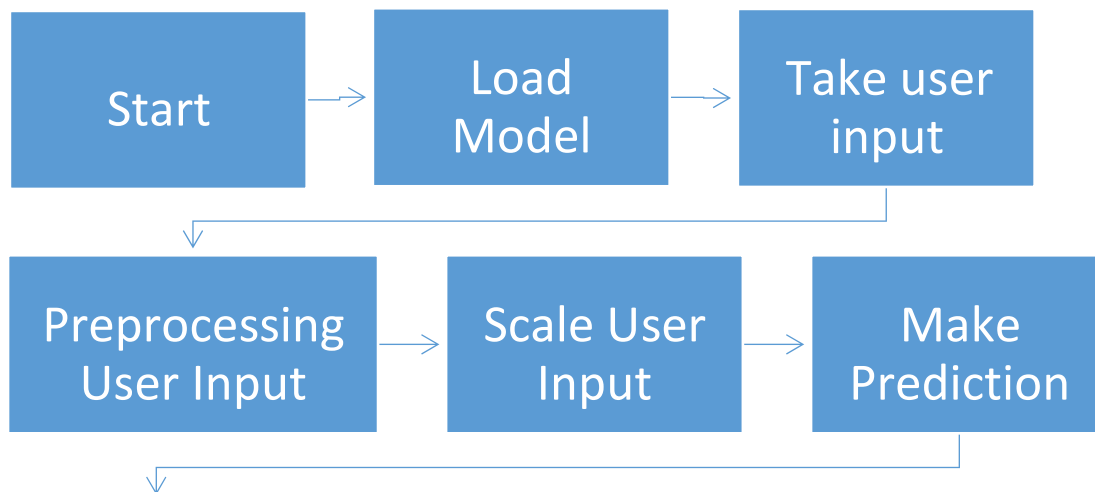 Start
Load
Model
Take user
input
Preprocessing
User Input
Scale User
Input
Make
Prediction